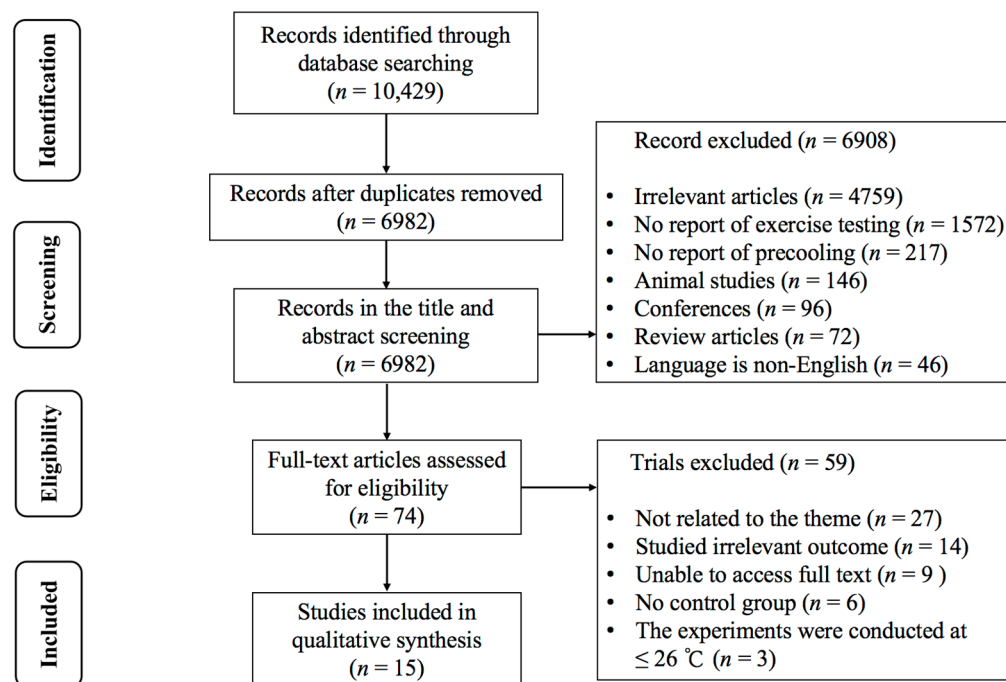 Identification
Records identified through
database searching
(n = 10,429)
Records after duplicates removed
(n = 6982)
Screening
Records in the title and
abstract screening
(n = 6982)
Record excluded (n = 6908)
• Irrelevant articles (n = 4759)
• No report of exercise testing (n = 1572)
• No report of precooling (n = 217)
• Animal studies (n = 146)
• Conferences (n = 96)
• Review articles (n = 72)
• Language is non-English (n = 46)
Eligibility
Full-text articles assessed
for eligibility
(n = 74)
Trials excluded (n = 59)
• Not related to the theme (n = 27)
• Studied irrelevant outcome (n = 14)
• Unable to access full text (n = 9 )
• No control group (n = 6)
• The experiments were conducted at
≤ 26 ℃ (n = 3)
Included
Studies included in
qualitative synthesis
(n = 15)